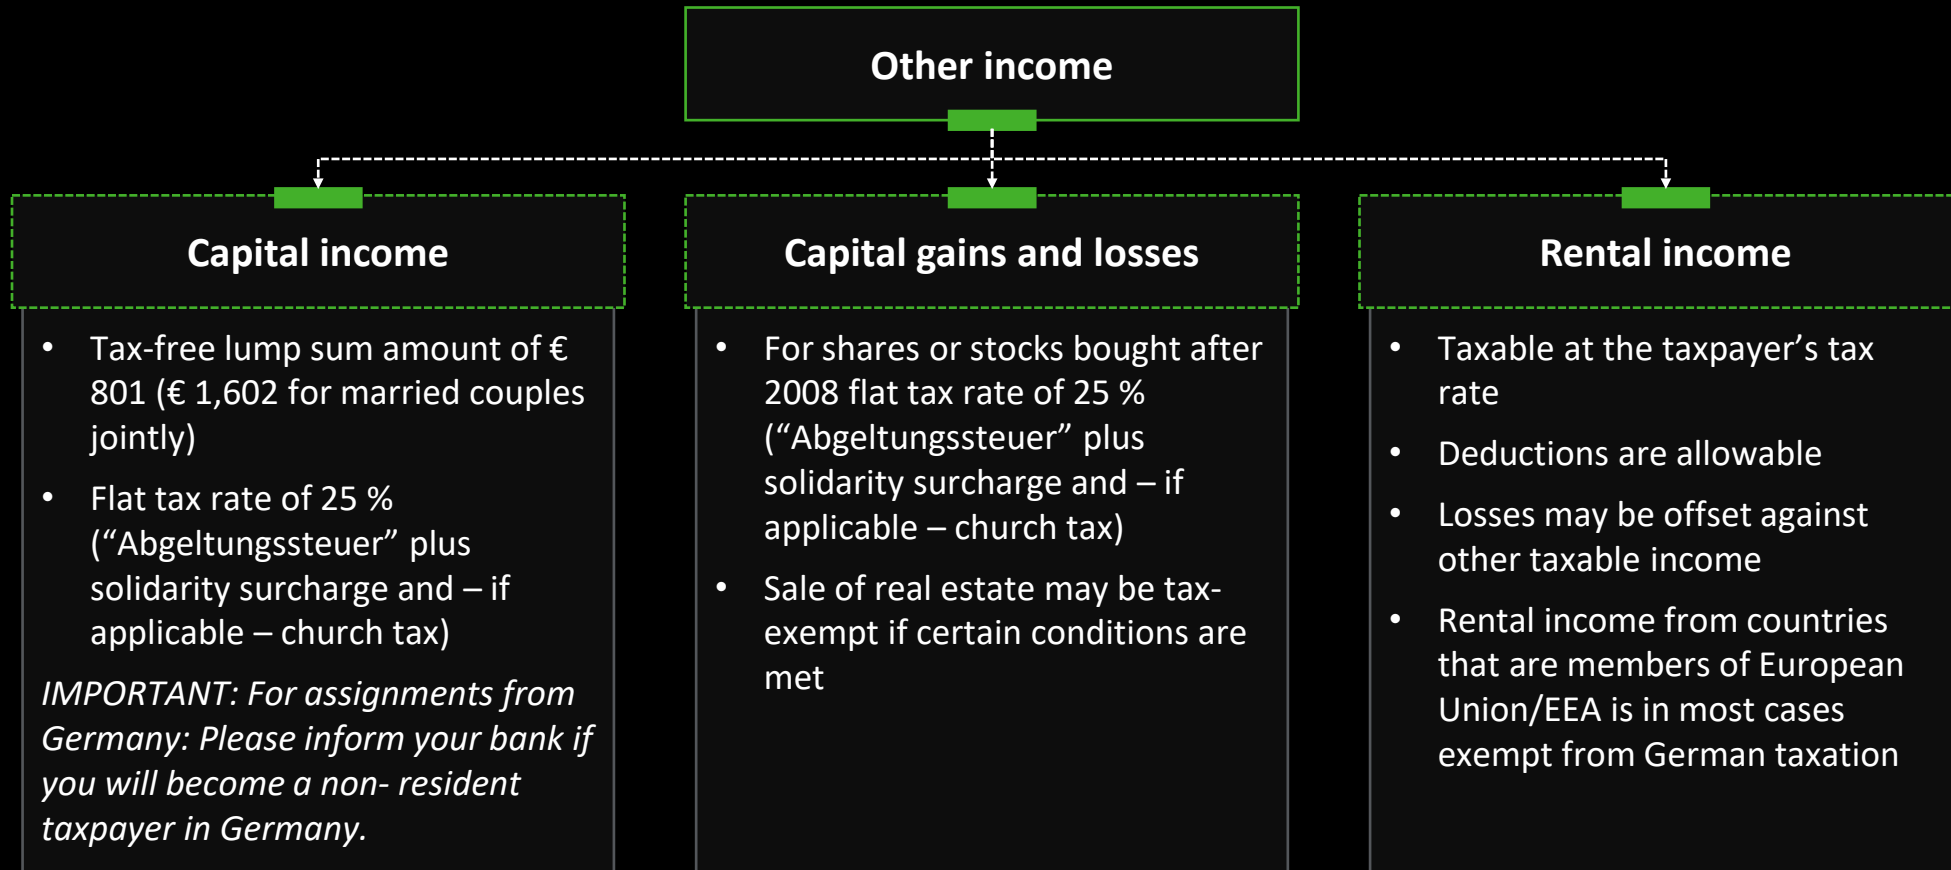 Other income
Capital income
• Tax-free lump sum amount of €
801 (€ 1,602 for married couples
jointly)
• Flat tax rate of 25 %
(“Abgeltungssteuer” plus
solidarity surcharge and – if
applicable – church tax)
IMPORTANT: For assignments from
Germany: Please inform your bank if
you will become a non- resident
taxpayer in Germany.
Capital gains and losses
• For shares or stocks bought after
2008 flat tax rate of 25 %
(“Abgeltungssteuer” plus
solidarity surcharge and – if
applicable – church tax)
• Sale of real estate may be tax-
exempt if certain conditions are
met
Rental income
• Taxable at the taxpayer’s tax
rate
• Deductions are allowable
• Losses may be offset against
other taxable income
• Rental income from countries
that are members of European
Union/EEA is in most cases
exempt from German taxation